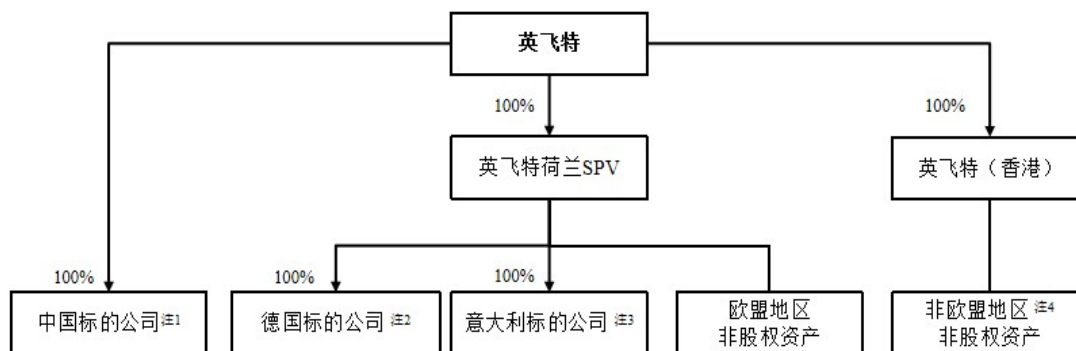 英飞特
100%
100%
英飞特荷兰SPV
英飞特（香港）
100%
100%
100%
中国标的公司 注1
德国标的公司 注2
意大利标的公司 注3
欧盟地区
非股权资产
非欧盟地区 注4
非股权资产